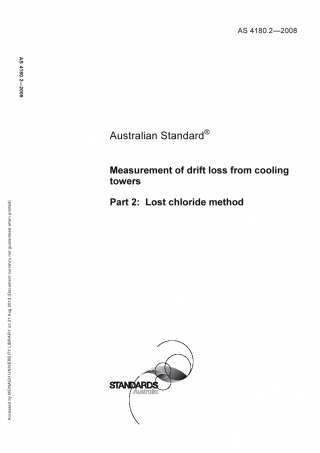 AS 4180.2—2008
AS 4180.2—2008
Australian Standard®
Measurement of drift loss from cooling
towers
Part 2: Lost chloride method
Accessed by MONASH UNIVERSITY LIBRARY on 21 Aug 2013 (Document currency not guaranteed when printed)
STANDARDS
Australia